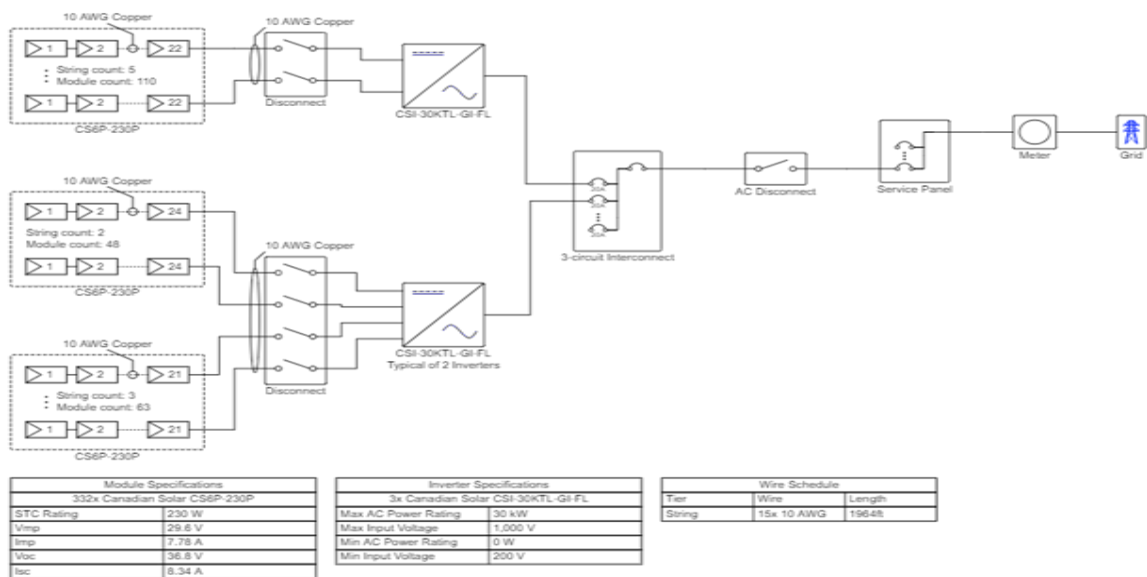 10 AWG Copper
1 2 22
String count: 5
Module count: 110
1 2 22
CS6P-230P
10 AWG Copper
Disconnect
CSI-30KTL-GI-FL
10 AWG Copper
1 2 24
String count: 2
Module count: 48
1 2 24
CS6P-230P
10 AWG Copper
1 2 21
String count: 3
Module count: 63
1 2 21
CS6P-230P
10 AWG Copper
Disconnect
CSI-30KTL-GI-FL
Typical of 2 Inverters
20A
20A
20A
3-circuit Interconnect
AC Disconnect
Service Panel
Meter
Grid
Module Specifications
332x Canadian Solar CS6P-230P
STC Rating 230 W
Vmp 29.6 V
Imp 7.78 A
Voc 36.8 V
Isc 8.34 A
Inverter Specifications
3x Canadian Solar CSI-30KTL-GI-FL
Max AC Power Rating 30 kW
Max Input Voltage 1,000 V
Min AC Power Rating 0 W
Min Input Voltage 200 V
Wire Schedule
Tier Wire Length
String 15x 10 AWG 1964ft